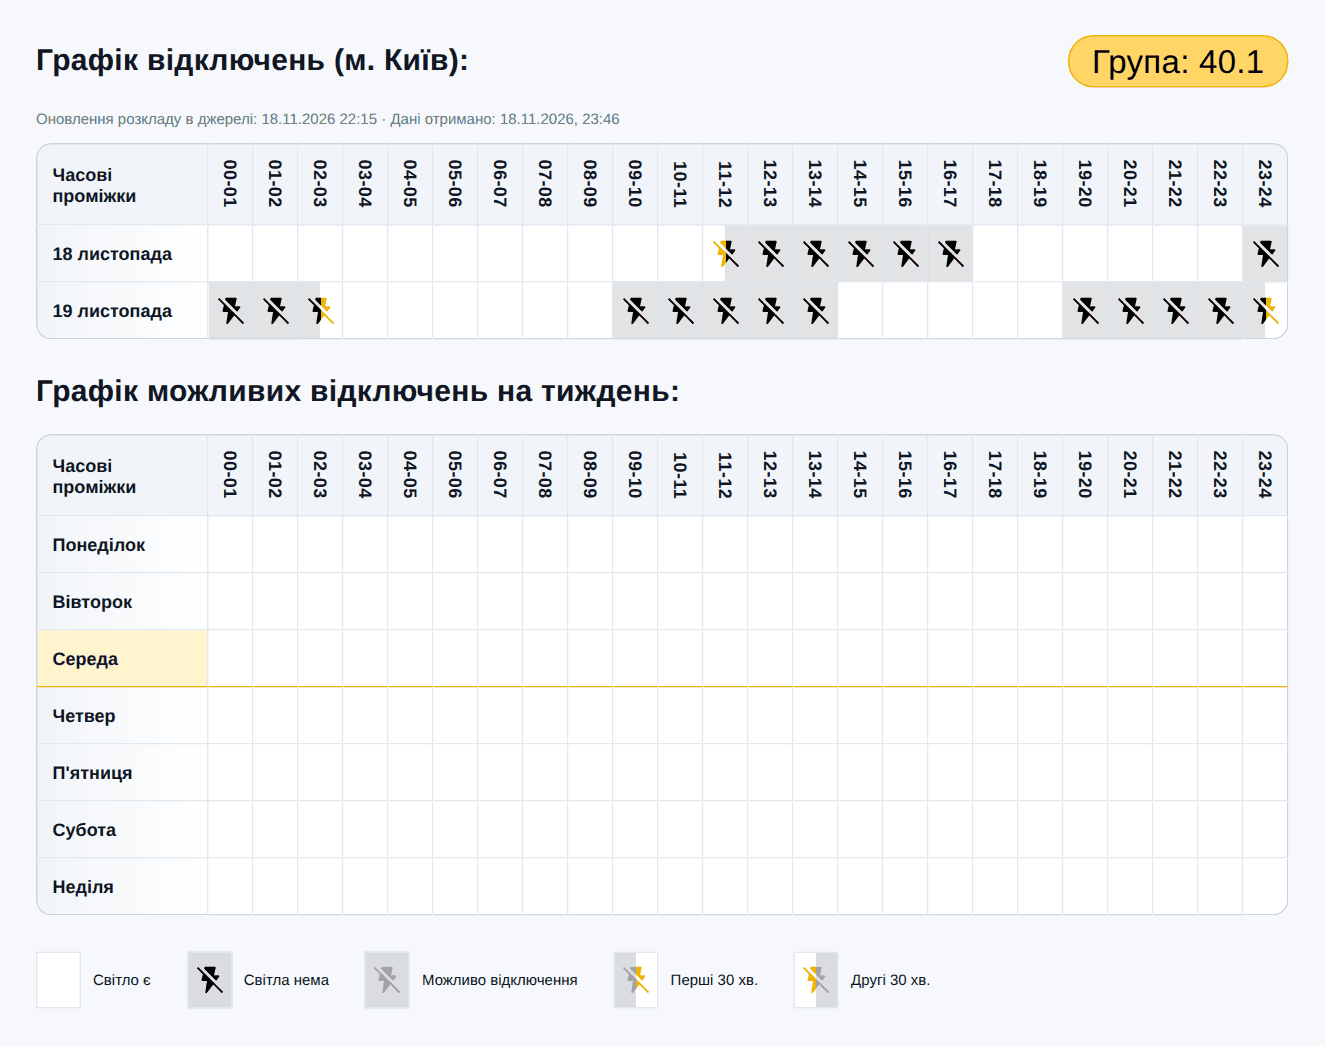 Графік відключень (м. Київ):
Група: 40.1
Оновлення розкладу в джерелі: 18.11.2026 22:15 · Дані отримано: 18.11.2026, 23:46
Часові проміжки 00-01 01-02 02-03 03-04 04-05 05-06 06-07 07-08 08-09 09-10 10-11 11-12 12-13 13-14 14-15 15-16 16-17 17-18 18-19 19-20 20-21 21-22 22-23 23-24
18 листопада
19 листопада
Графік можливих відключень на тиждень:
Часові проміжки 00-01 01-02 02-03 03-04 04-05 05-06 06-07 07-08 08-09 09-10 10-11 11-12 12-13 13-14 14-15 15-16 16-17 17-18 18-19 19-20 20-21 21-22 22-23 23-24
Понеділок
Вівторок
Середа
Четвер
П'ятниця
Субота
Неділя
Світло є Світла нема Можливо відключення Перші 30 хв. Другі 30 хв.